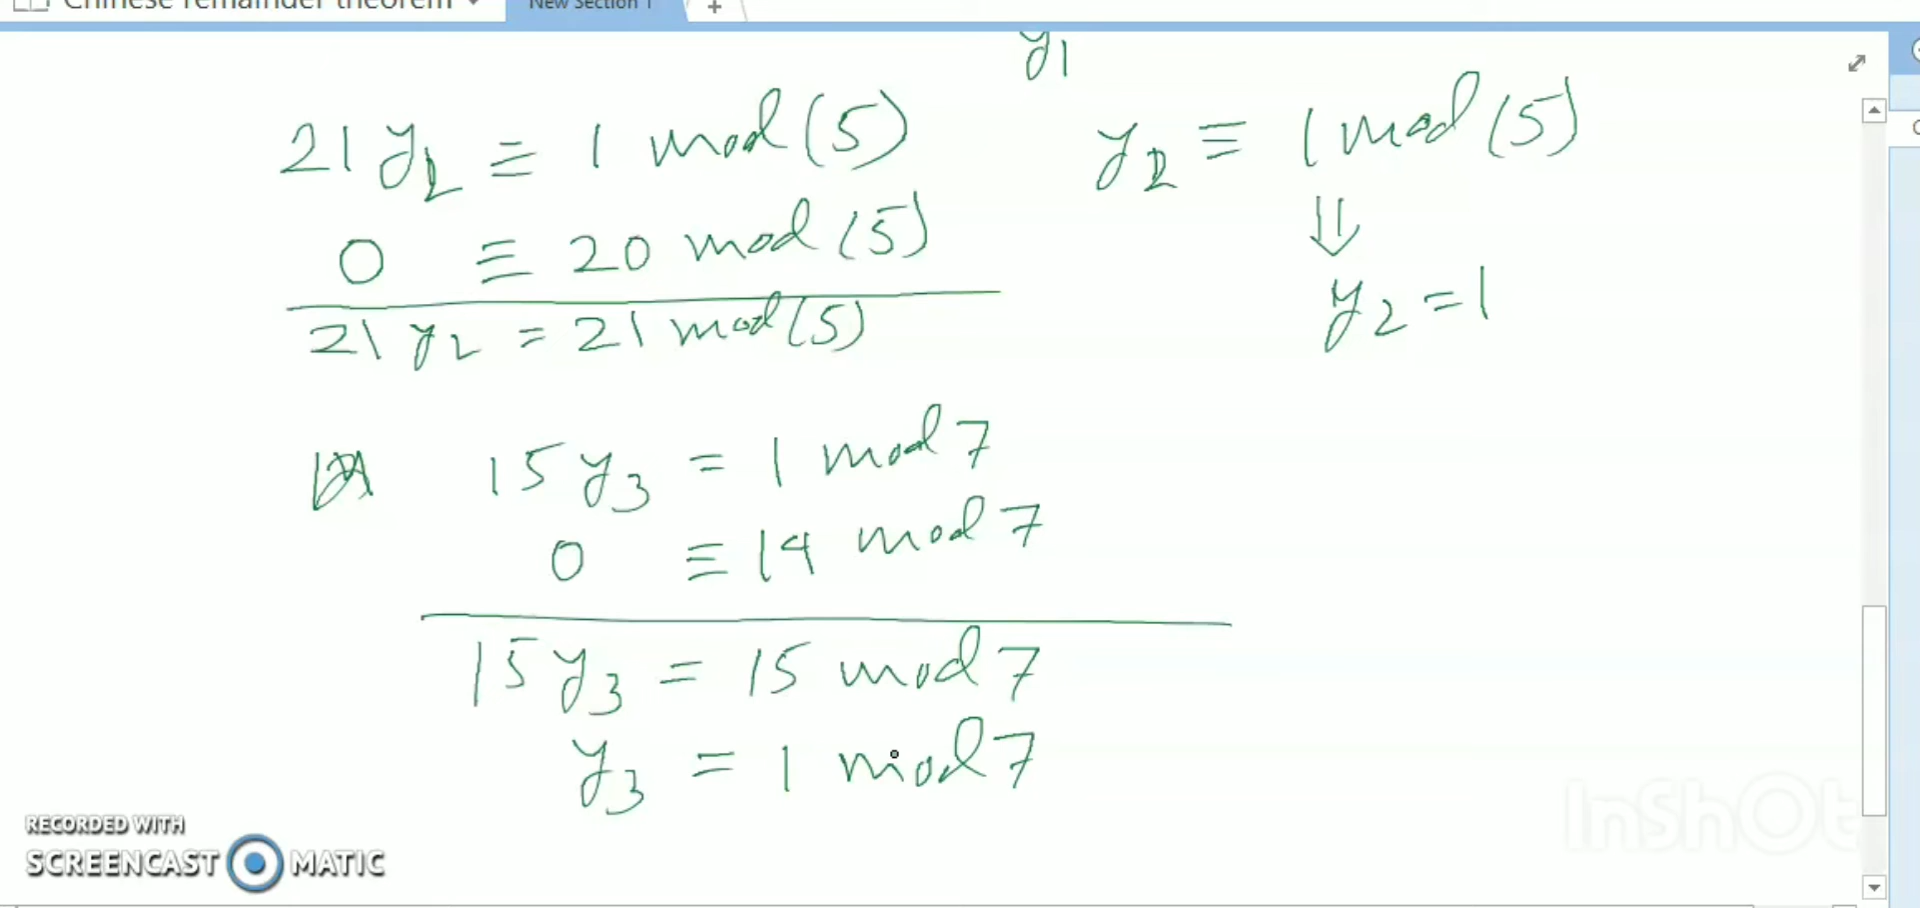 Chinese remainder theorem
New Section 1
+
y1
21 y2 ≡ 1 mod (5)
y2 ≡ 1 mod (5)
0 ≡ 20 mod (5)
⇓
21 y2 = 21 mod (5)
y2 = 1
15 y3 = 1 mod 7
0 ≡ 14 mod 7
15 y3 = 15 mod 7
y3 = 1 mod 7
RECORDED WITH
SCREENCAST MATIC
InShOt